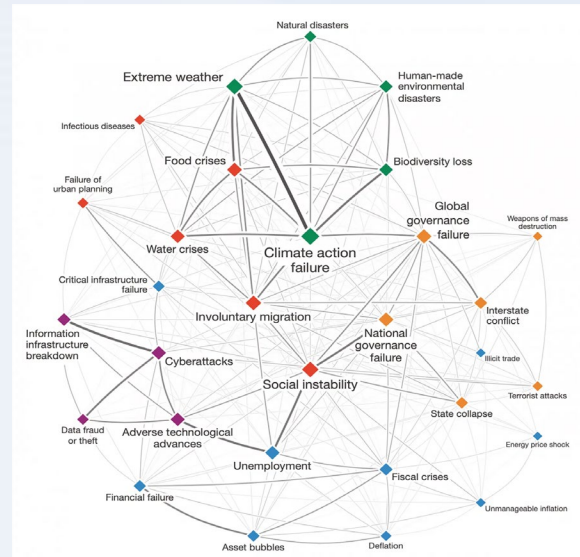 Natural disasters
Extreme weather
Human-made
environmental
disasters
Infectious diseases
Food crises
Biodiversity loss
Failure of
urban planning
Global
governance
failure
Weapons of mass
destruction
Water crises
Climate action
failure
Critical infrastructure
failure
Involuntary migration
Interstate
conflict
Information
infrastructure
breakdown
National
governance
failure
Cyberattacks
Illicit trade
Social instability
Terrorist attacks
State collapse
Data fraud
or theft
Adverse technological
advances
Energy price shock
Unemployment
Fiscal crises
Financial failure
Unmanageable inflation
Asset bubbles
Deflation